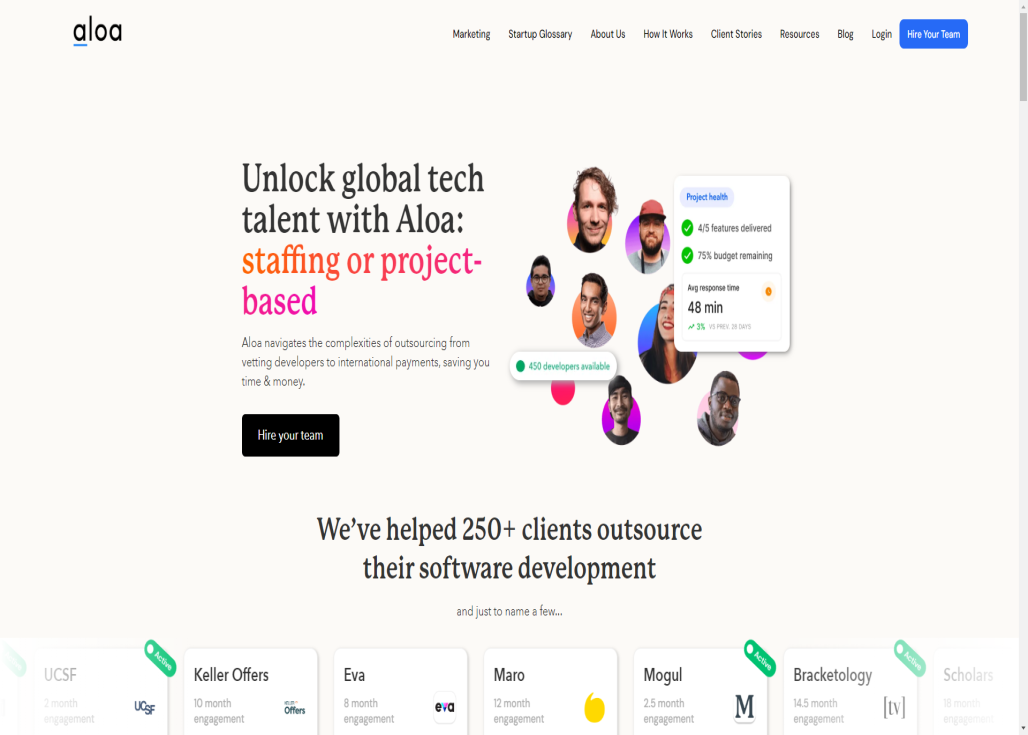 aloa
Marketing
Startup Glossary
About Us
How It Works
Client Stories
Resources
Blog
Login
Hire Your Team
Unlock global tech
talent with Aloa:
staffing or project-
based
Aloa navigates the complexities of outsourcing from
vetting developers to international payments, saving you
time & money.
Hire your team
Project health
4/5 features delivered
75% budget remaining
Avg response time
48 min
3% VS PREV. 28 DAYS
450 developers available
We've helped 250+ clients outsource
their software development
and just to name a few...
UCSF
2 month
engagement
UCSF
Active
Keller Offers
10 month
engagement
Offers
Eva
8 month
engagement
eva
Maro
12 month
engagement
Mogul
2.5 month
engagement
M
Active
Bracketology
14.5 month
engagement
[tv]
Active
Scholars
18 month
engagement